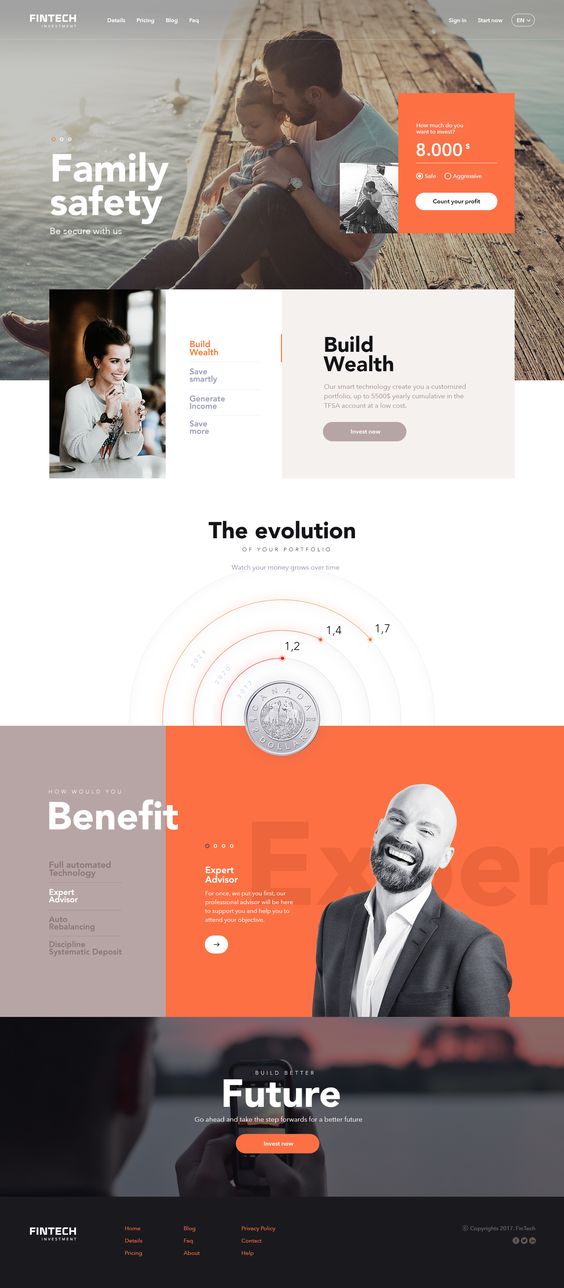 FINTECH
INVESTMENT
Details
Pricing
Blog
Faq
Sign in
Start now
EN
How much do you
want to invest?
8.000 $
Safe
Aggressive
Count your profit
Family
safety
Be secure with us
Build
Wealth
Save
smartly
Generate
Income
Save
more
Build
Wealth
Our smart technology create you a customized
portfolio, up to 5500$ yearly cumulative in the
TFSA account at a low cost.
Invest now
The evolution
OF YOUR PORTFOLIO
Watch your money grows over time
1,7
1,4
1,2
2024
2020
2017
CANADA
2 DOLLARS
HOW WOULD YOU
Benefit
Full automated
Technology
Expert
Advisor
Auto
Rebalancing
Discipline
Systematic Deposit
Exper
Expert
Advisor
For once, we put you first, our
professional advisor will be here
to support you and help you to
attend your objective.
BUILD BETTER
Future
Go ahead and take the step forwards for a better future
Invest now
FINTECH
INVESTMENT
Home
Details
Pricing
Blog
Faq
About
Privacy Policy
Contact
Help
© Copyrights 2017. FinTech